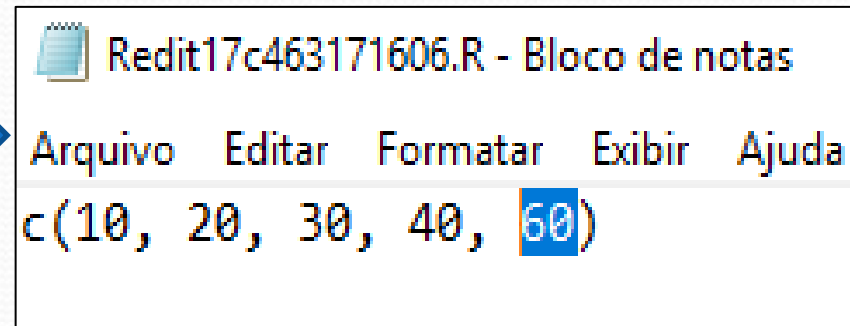 Redit17c463171606.R - Bloco de notas
Arquivo Editar Formatar Exibir Ajuda
c(10, 20, 30, 40, 60)